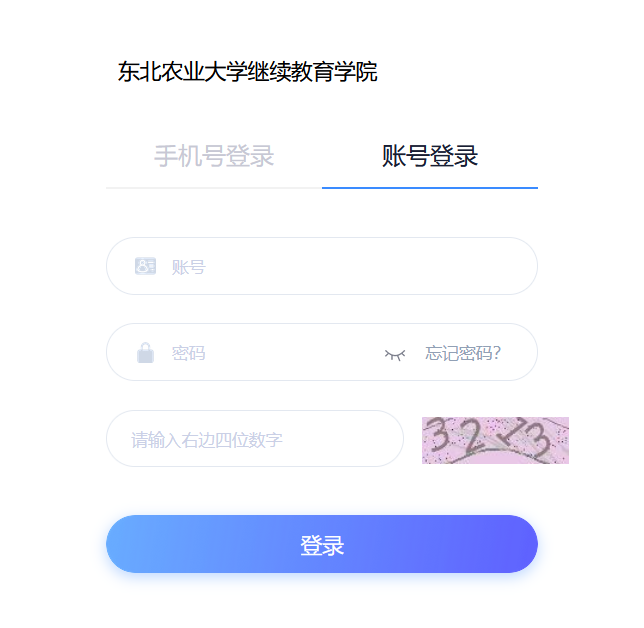 东北农业大学继续教育学院
手机号登录 账号登录
账号
密码 忘记密码?
请输入右边四位数字 3213
登录